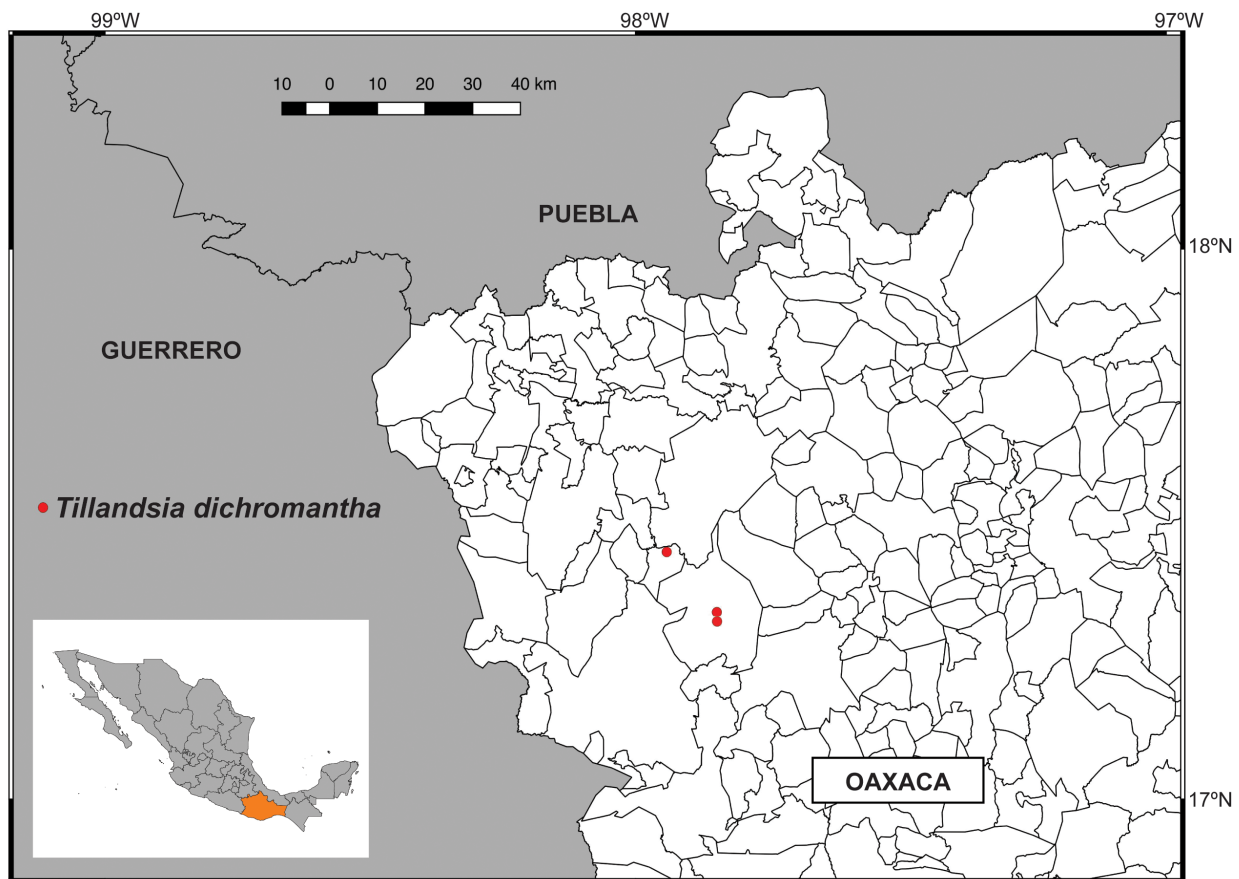 99ºW 98ºW 97ºW
10 0 10 20 30 40 km
PUEBLA
18ºN
GUERRERO
Tillandsia dichromantha
OAXACA
17ºN